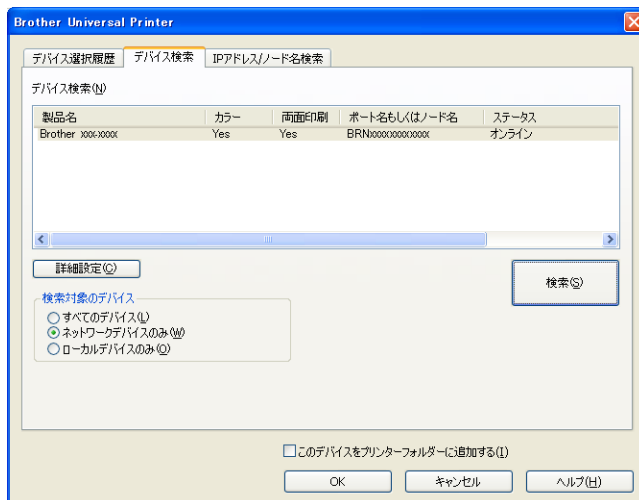 Brother Universal Printer
デバイス選択履歴 デバイス検索 IPアドレス/ノード名検索
デバイス検索(N)
製品名 カラー 両面印刷 ポート名もしくはノード名 ステータス
Brother xxx-xxxx Yes Yes BRNxxxxxxxxxxxx オンライン
詳細設定(C)
検索(S)
検索対象のデバイス
すべてのデバイス(L)
ネットワークデバイスのみ(W)
ローカルデバイスのみ(O)
このデバイスをプリンターフォルダーに追加する(I)
OK キャンセル ヘルプ(H)